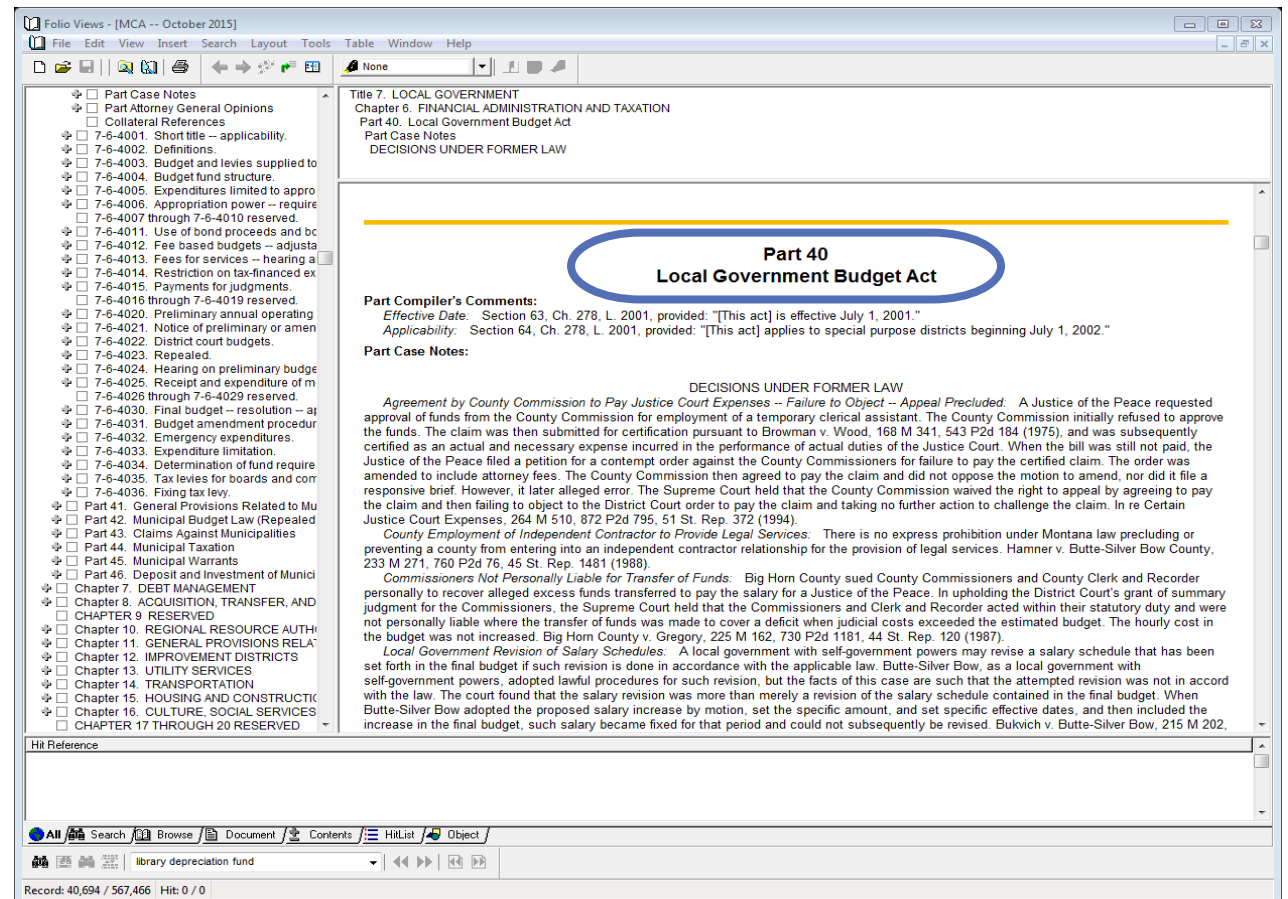 Folio Views - [MCA -- October 2015]
File Edit View Insert Search Layout Tools Table Window Help
None
Part Case Notes
Part Attorney General Opinions
Collateral References
7-6-4001. Short title -- applicability.
7-6-4002. Definitions.
7-6-4003. Budget and levies supplied to
7-6-4004. Budget fund structure.
7-6-4005. Expenditures limited to appro
7-6-4006. Appropriation power -- require
7-6-4007 through 7-6-4010 reserved.
7-6-4011. Use of bond proceeds and bo
7-6-4012. Fee based budgets -- adjusta
7-6-4013. Fees for services -- hearing a
7-6-4014. Restriction on tax-financed ex
7-6-4015. Payments for judgments.
7-6-4016 through 7-6-4019 reserved.
7-6-4020. Preliminary annual operating
7-6-4021. Notice of preliminary or amen
7-6-4022. District court budgets.
7-6-4023. Repealed.
7-6-4024. Hearing on preliminary budge
7-6-4025. Receipt and expenditure of m
7-6-4026 through 7-6-4029 reserved.
7-6-4030. Final budget -- resolution -- ap
7-6-4031. Budget amendment procedur
7-6-4032. Emergency expenditures.
7-6-4033. Expenditure limitation.
7-6-4034. Determination of fund require
7-6-4035. Tax levies for boards and com
7-6-4036. Fixing tax levy.
Part 41. General Provisions Related to Mu
Part 42. Municipal Budget Law (Repealed
Part 43. Claims Against Municipalities
Part 44. Municipal Taxation
Part 45. Municipal Warrants
Part 46. Deposit and Investment of Munici
Chapter 7. DEBT MANAGEMENT
Chapter 8. ACQUISITION, TRANSFER, AND
CHAPTER 9 RESERVED
Chapter 10. REGIONAL RESOURCE AUTH
Chapter 11. GENERAL PROVISIONS RELA
Chapter 12. IMPROVEMENT DISTRICTS
Chapter 13. UTILITY SERVICES
Chapter 14. TRANSPORTATION
Chapter 15. HOUSING AND CONSTRUCTIO
Chapter 16. CULTURE, SOCIAL SERVICES
CHAPTER 17 THROUGH 20 RESERVED
Title 7. LOCAL GOVERNMENT
Chapter 6. FINANCIAL ADMINISTRATION AND TAXATION
Part 40. Local Government Budget Act
Part Case Notes
DECISIONS UNDER FORMER LAW
Part 40
Local Government Budget Act
Part Compiler's Comments:
Effective Date: Section 63, Ch. 278, L. 2001, provided: "[This act] is effective July 1, 2001."
Applicability: Section 64, Ch. 278, L. 2001, provided: "[This act] applies to special purpose districts beginning July 1, 2002."
Part Case Notes:
DECISIONS UNDER FORMER LAW
Agreement by County Commission to Pay Justice Court Expenses -- Failure to Object -- Appeal Precluded: A Justice of the Peace requested
approval of funds from the County Commission for employment of a temporary clerical assistant. The County Commission initially refused to approve
the funds. The claim was then submitted for certification pursuant to Browman v. Wood, 168 M 341, 543 P2d 184 (1975), and was subsequently
certified as an actual and necessary expense incurred in the performance of actual duties of the Justice Court. When the bill was still not paid, the
Justice of the Peace filed a petition for a contempt order against the County Commissioners for failure to pay the certified claim. The order was
amended to include attorney fees. The County Commission then agreed to pay the claim and did not oppose the motion to amend, nor did it file a
responsive brief. However, it later alleged error. The Supreme Court held that the County Commission waived the right to appeal by agreeing to pay
the claim and then failing to object to the District Court order to pay the claim and taking no further action to challenge the claim. In re Certain
Justice Court Expenses, 264 M 510, 872 P2d 795, 51 St. Rep. 372 (1994).
County Employment of Independent Contractor to Provide Legal Services: There is no express prohibition under Montana law precluding or
preventing a county from entering into an independent contractor relationship for the provision of legal services. Hamner v. Butte-Silver Bow County,
233 M 271, 760 P2d 76, 45 St. Rep. 1481 (1988).
Commissioners Not Personally Liable for Transfer of Funds: Big Horn County sued County Commissioners and County Clerk and Recorder
personally to recover alleged excess funds transferred to pay the salary for a Justice of the Peace. In upholding the District Court's grant of summary
judgment for the Commissioners, the Supreme Court held that the Commissioners and Clerk and Recorder acted within their statutory duty and were
not personally liable where the transfer of funds was made to cover a deficit when judicial costs exceeded the estimated budget. The hourly cost in
the budget was not increased. Big Horn County v. Gregory, 225 M 162, 730 P2d 1181, 44 St. Rep. 120 (1987).
Local Government Revision of Salary Schedules: A local government with self-government powers may revise a salary schedule that has been
set forth in the final budget if such revision is done in accordance with the applicable law. Butte-Silver Bow, as a local government with
self-government powers, adopted lawful procedures for such revision, but the facts of this case are such that the attempted revision was not in accord
with the law. The court found that the salary revision was more than merely a revision of the salary schedule contained in the final budget. When
Butte-Silver Bow adopted the proposed salary increase by motion, set the specific amount, and set specific effective dates, and then included the
increase in the final budget, such salary became fixed for that period and could not subsequently be revised. Bukvich v. Butte-Silver Bow, 215 M 202,
Hit Reference
All Search Browse Document Contents HitList Object
library depreciation fund
Record: 40,694 / 567,466 Hit: 0 / 0